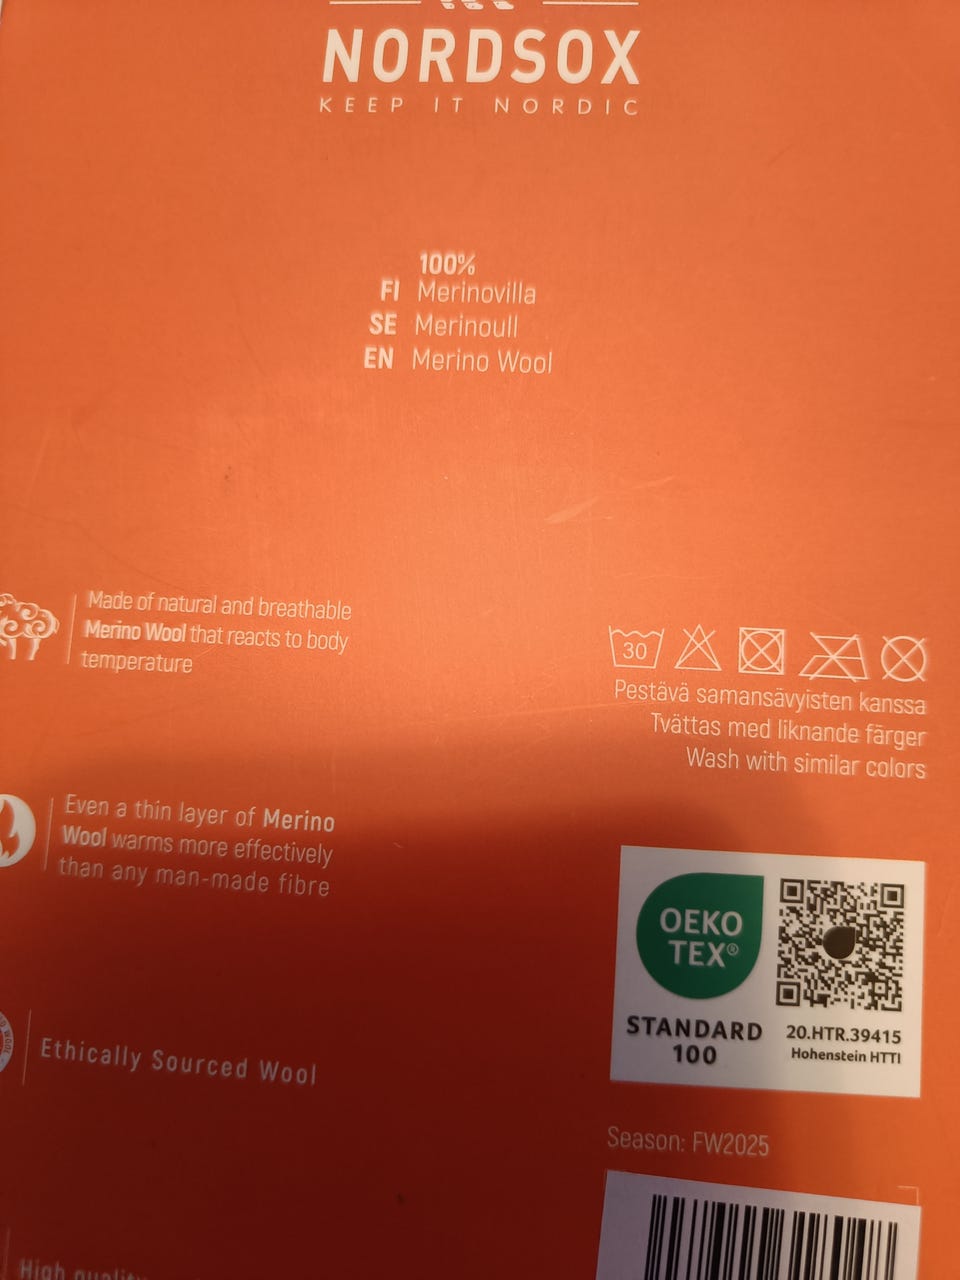 NORDSOX
KEEP IT NORDIC
100%
FI Merinovilla
SE Merinoull
EN Merino Wool
Made of natural and breathable
Merino Wool that reacts to body
temperature
30
Pestävä samansävyisten kanssa
Tvättas med liknande färger
Wash with similar colors
Even a thin layer of Merino
Wool warms more effectively
than any man-made fibre
OEKO
TEX®
STANDARD
100
20.HTR.39415
Hohenstein HTTI
Ethically Sourced Wool
Season: FW2025
High quality